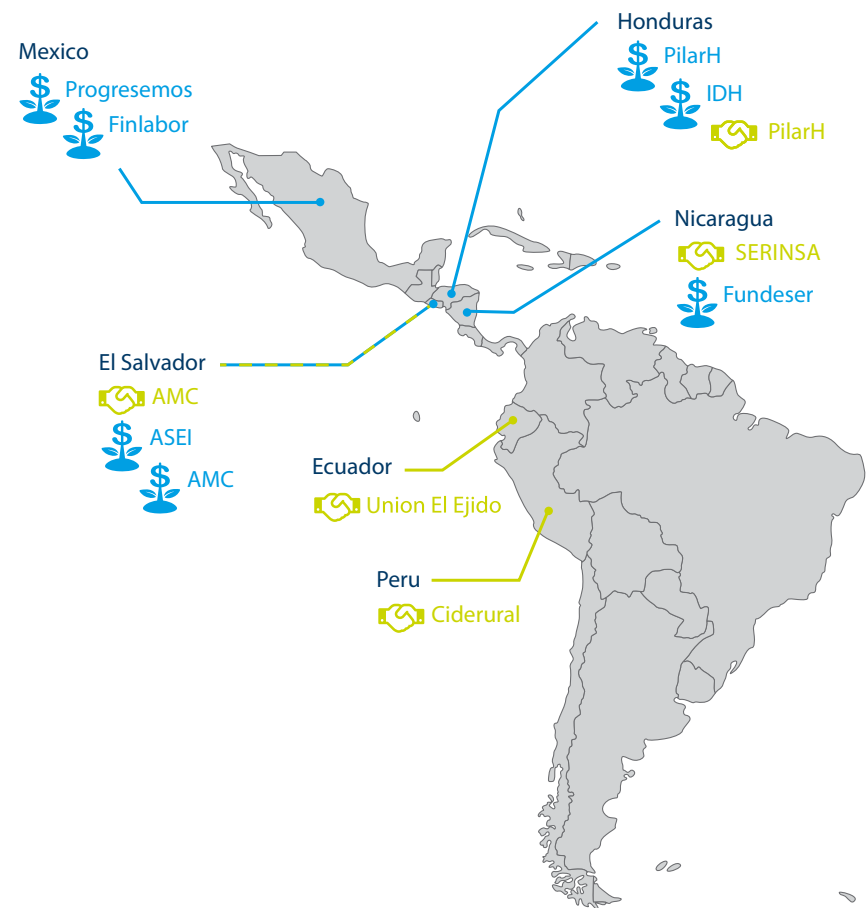 Mexico
$ Progresemos
$ Finlabor
Honduras
$ PilarH
$ IDH
PilarH
Nicaragua
SERINSA
$ Fundeser
El Salvador
AMC
$ ASEI
$ AMC
Ecuador
Union El Ejido
Peru
Ciderural